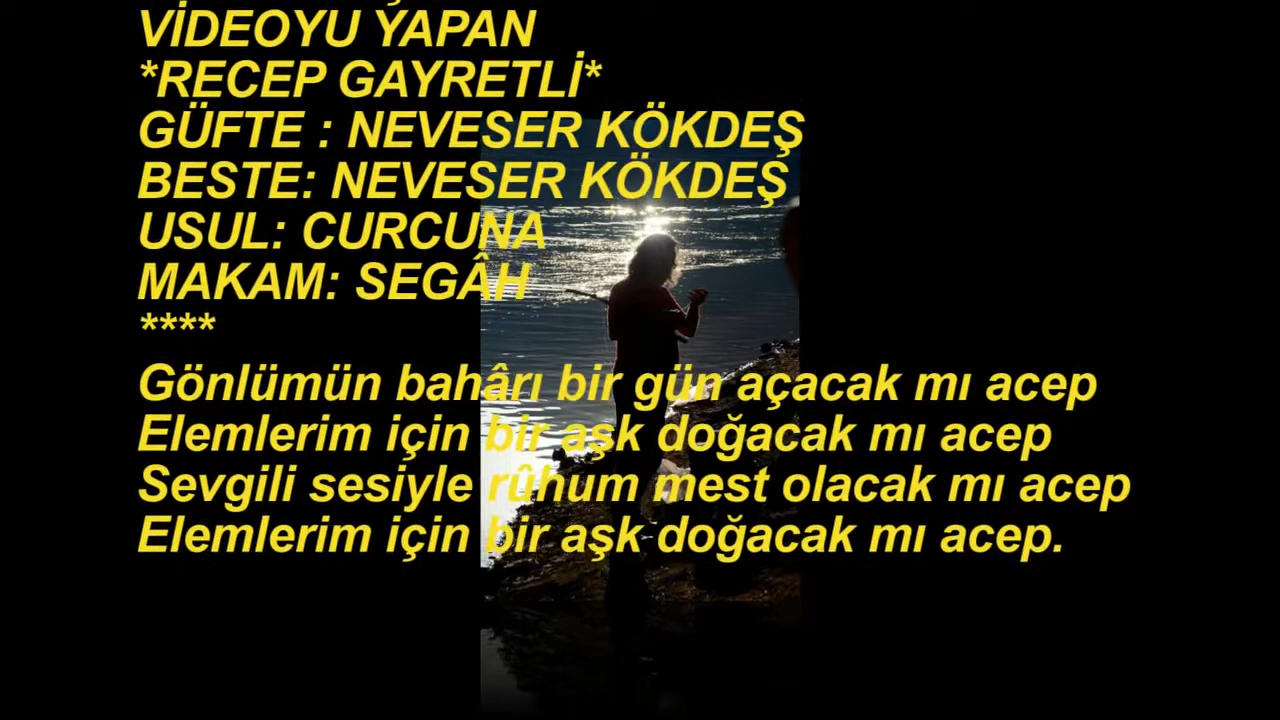 VİDEOYU YAPAN
*RECEP GAYRETLİ*
GÜFTE : NEVESER KÖKDEŞ
BESTE: NEVESER KÖKDEŞ
USUL: CURCUNA
MAKAM: SEGÂH
****
Gönlümün bahârı bir gün açacak mı acep
Elemlerim için bir aşk doğacak mı acep
Sevgili sesiyle rûhum mest olacak mı acep
Elemlerim için bir aşk doğacak mı acep.